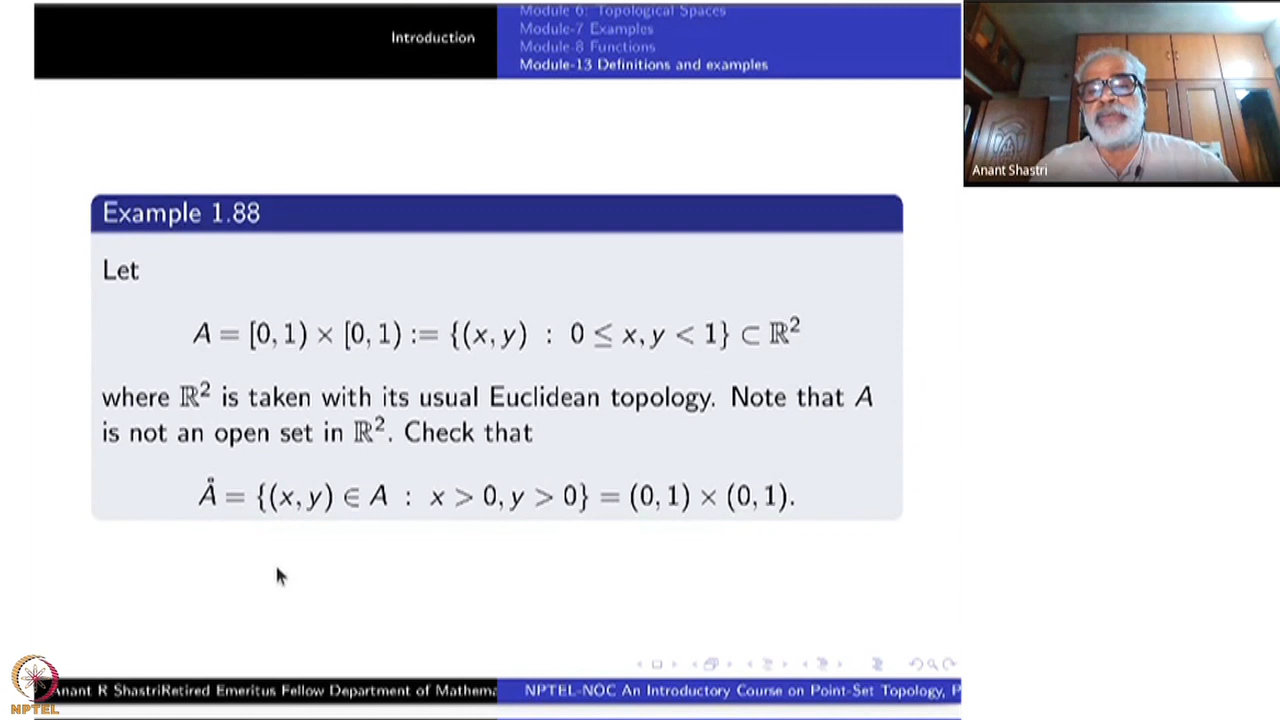 Introduction
Module 6: Topological Spaces
Module-7 Examples
Module-8 Functions
Module-13 Definitions and examples
Anant Shastri
Example 1.88
Let
A = [0, 1) × [0, 1) := {(x, y) : 0 ≤ x, y < 1} ⊂ ℝ²
where ℝ² is taken with its usual Euclidean topology. Note that A
is not an open set in ℝ². Check that
Å = {(x, y) ∈ A : x > 0, y > 0} = (0, 1) × (0, 1).
Anant R ShastriRetired Emeritus Fellow Department of Mathema
NPTEL-NOC An Introductory Course on Point-Set Topology, P
NPTEL